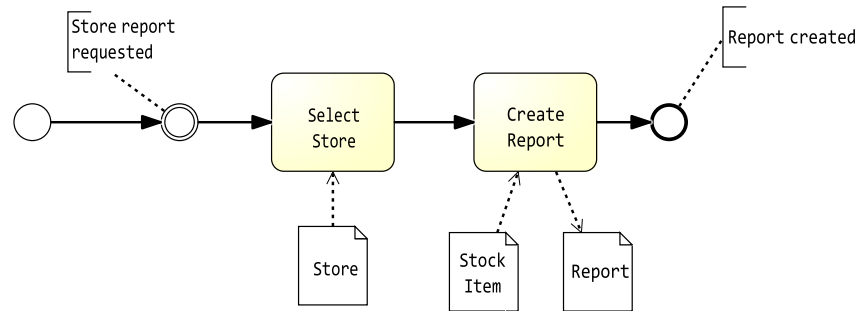 Store report
requested
Report created
Select
Store
Create
Report
Store
Stock
Item
Report